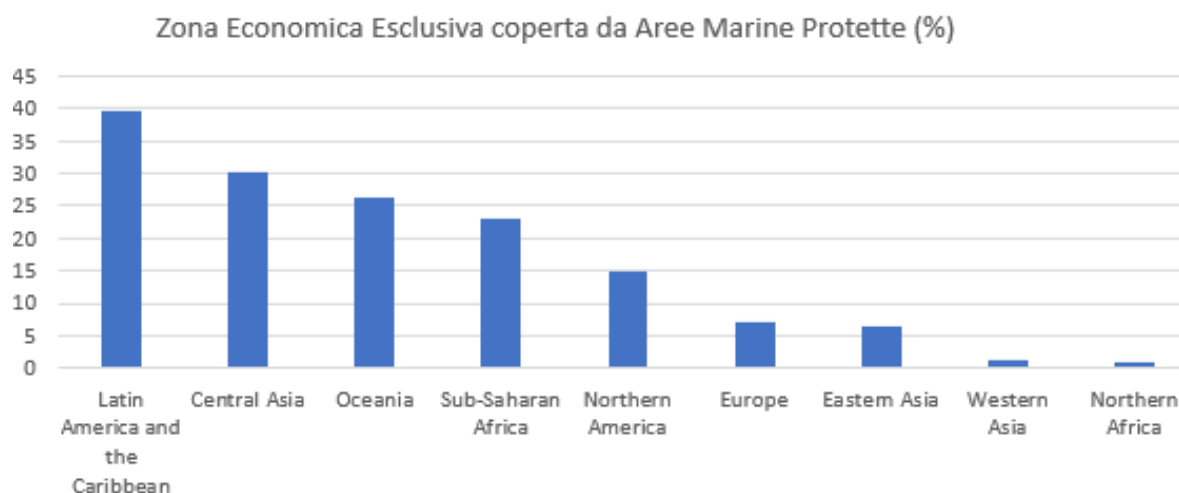 Zona Economica Esclusiva coperta da Aree Marine Protette (%)
45
40
35
30
25
20
15
10
5
0
Latin
America and
the
Caribbean
Central Asia
Oceania
Sub-Saharan
Africa
Northern
America
Europe
Eastern Asia
Western
Asia
Northern
Africa